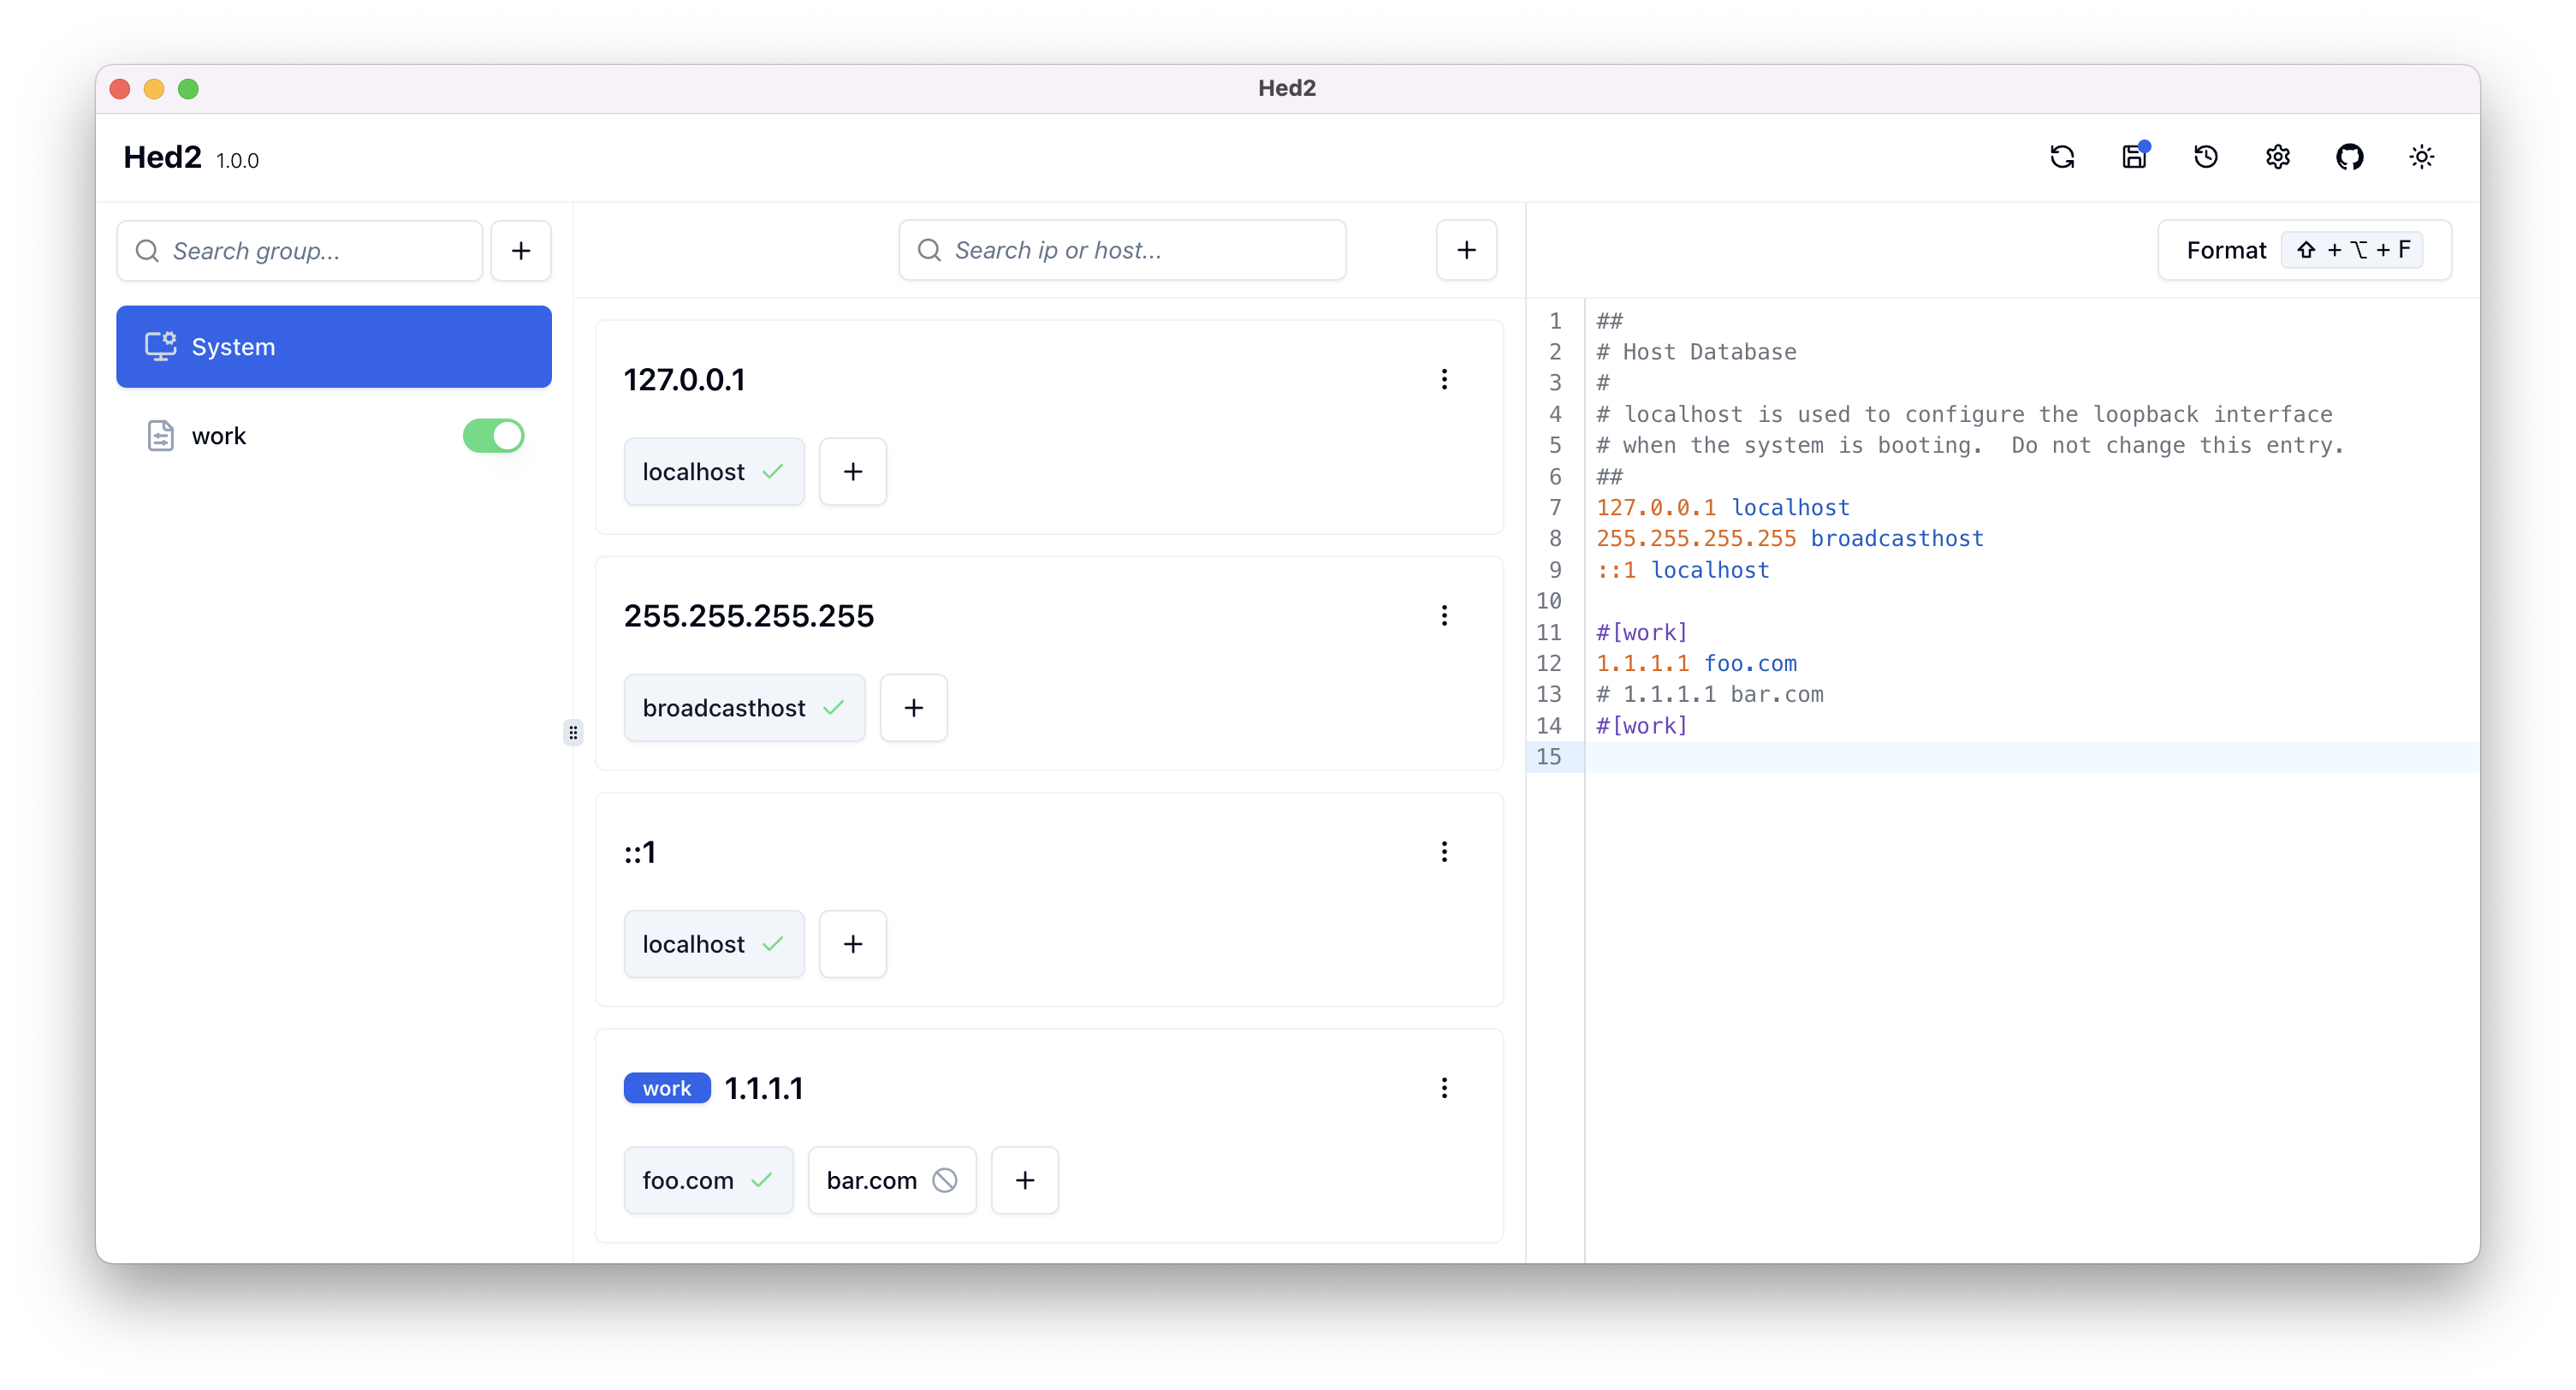 Hed2
Hed2 1.0.0
Search group...
System
work
Search ip or host...
127.0.0.1
localhost
255.255.255.255
broadcasthost
::1
localhost
work 1.1.1.1
foo.com bar.com
Format ⇧ + ⌥ + F
1 ##
2 # Host Database
3 #
4 # localhost is used to configure the loopback interface
5 # when the system is booting.  Do not change this entry.
6 ##
7 127.0.0.1 localhost
8 255.255.255.255 broadcasthost
9 ::1 localhost
10
11 #[work]
12 1.1.1.1 foo.com
13 # 1.1.1.1 bar.com
14 #[work]
15